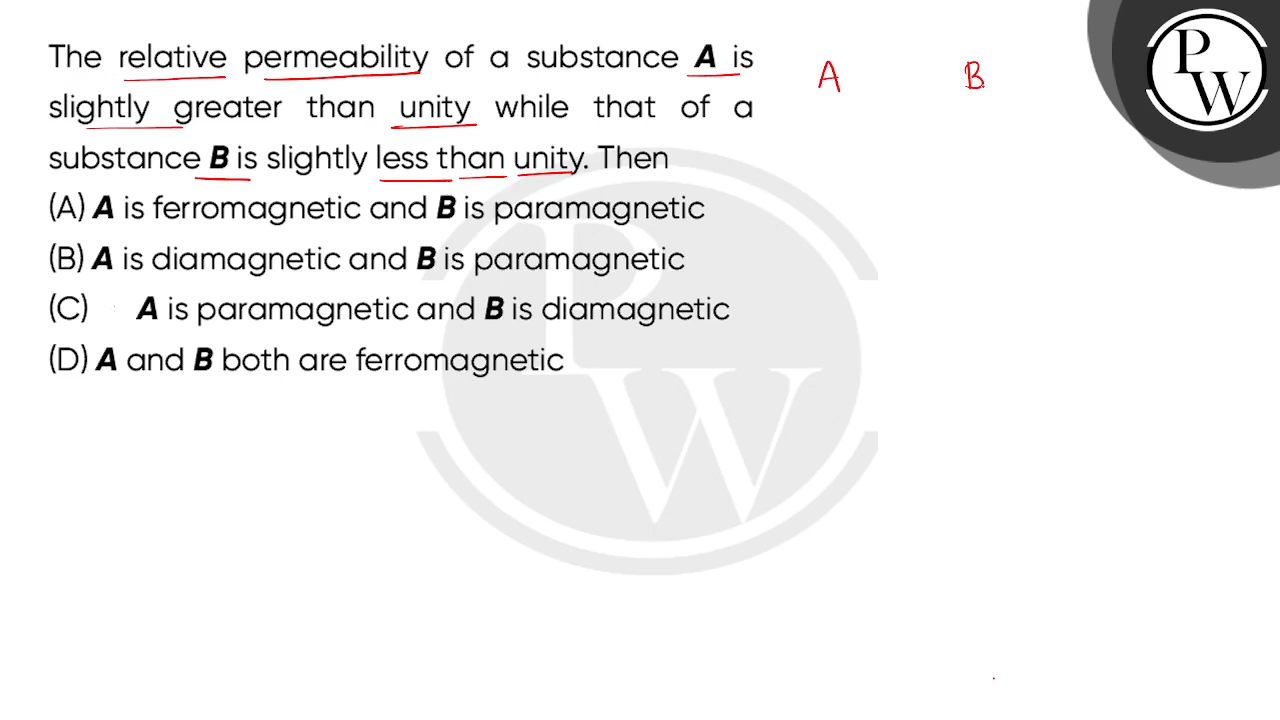 The relative permeability of a substance A is
slightly greater than unity while that of a
substance B is slightly less than unity. Then
(A) A is ferromagnetic and B is paramagnetic
(B) A is diamagnetic and B is paramagnetic
(C) A is paramagnetic and B is diamagnetic
(D) A and B both are ferromagnetic
A B
P
W
P
W